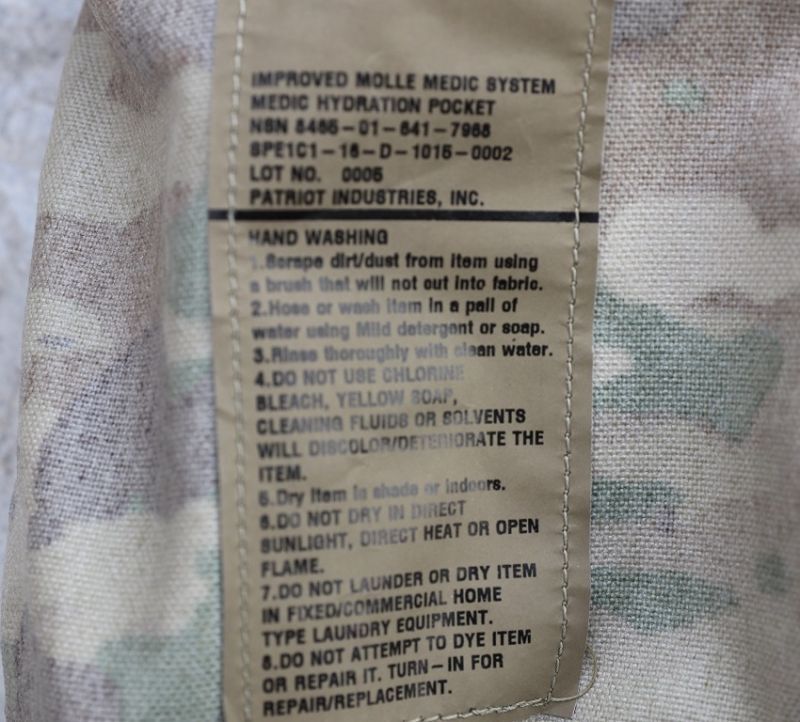 IMPROVED MOLLE MEDIC SYSTEM
MEDIC HYDRATION POCKET
NSN 8465-01-641-7968
SPE1C1-16-D-1015-0002
LOT NO. 0005
PATRIOT INDUSTRIES, INC.
HAND WASHING
1.Scrape dirt/dust from item using
a brush that will not cut into fabric.
2.Hose or wash item in a pail of
water using Mild detergent or soap.
3.Rinse thoroughly with clean water.
4.DO NOT USE CHLORINE
BLEACH, YELLOW SOAP,
CLEANING FLUIDS OR SOLVENTS
WILL DISCOLOR/DETERIORATE THE
ITEM.
5.Dry item in shade or indoors.
6.DO NOT DRY IN DIRECT
SUNLIGHT, DIRECT HEAT OR OPEN
FLAME.
7.DO NOT LAUNDER OR DRY ITEM
IN FIXED/COMMERCIAL HOME
TYPE LAUNDRY EQUIPMENT.
8.DO NOT ATTEMPT TO DYE ITEM
OR REPAIR IT. TURN-IN FOR
REPAIR/REPLACEMENT.